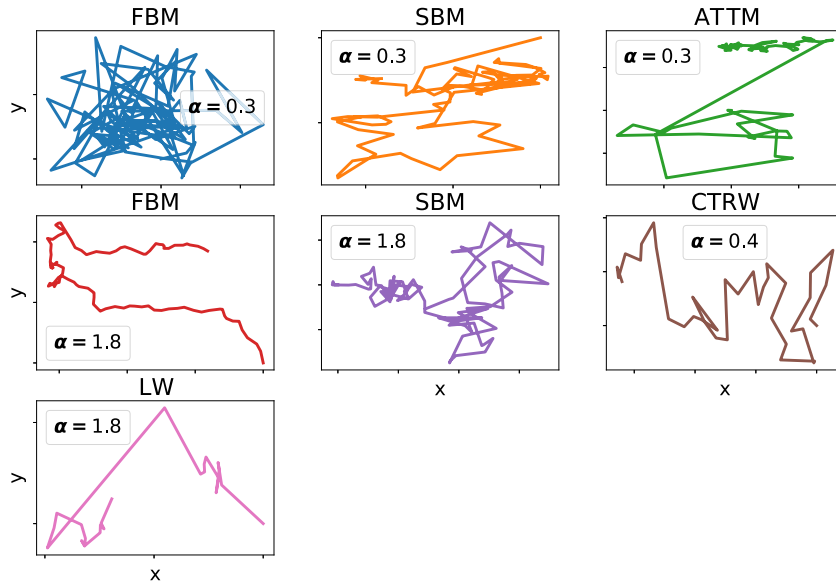 FBM
SBM
ATTM
y
α = 0.3
α = 0.3
α = 0.3
FBM
SBM
CTRW
y
α = 1.8
α = 1.8
α = 0.4
x
x
LW
y
α = 1.8
x